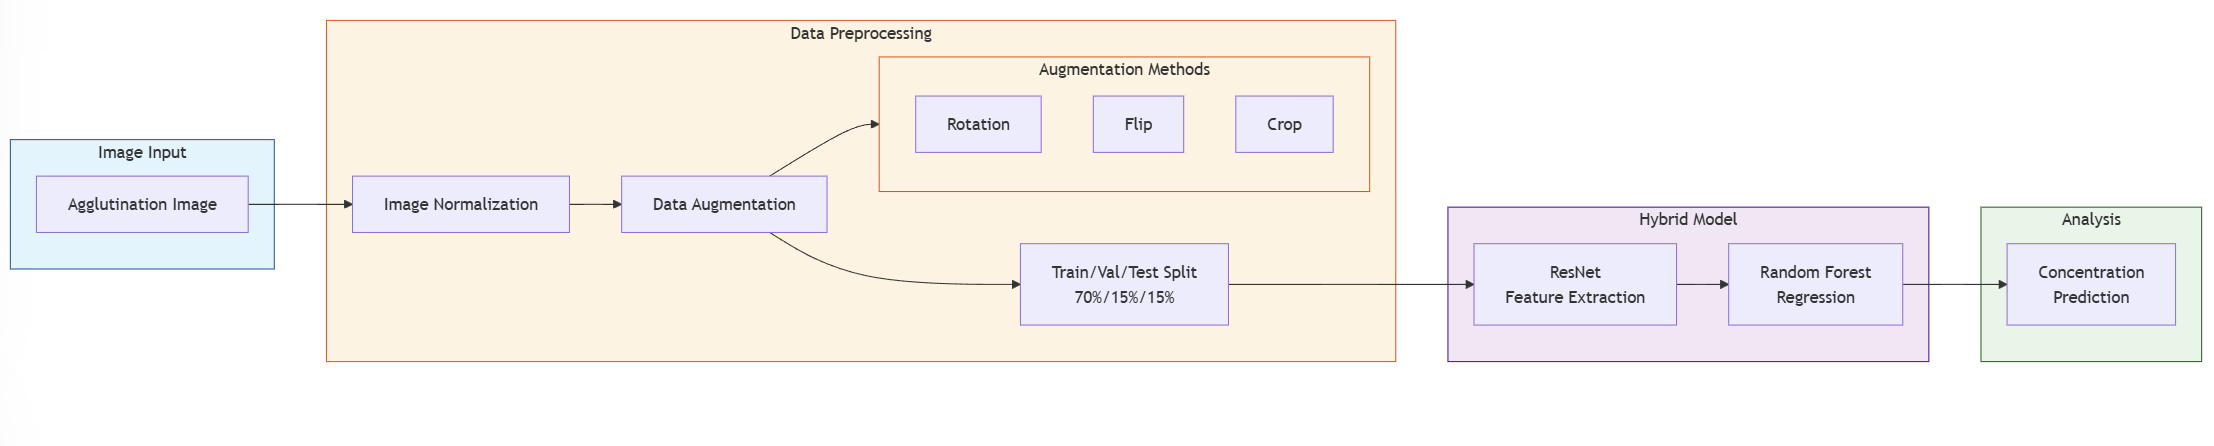 Image Input
Agglutination Image
Data Preprocessing
Image Normalization
Data Augmentation
Augmentation Methods
Rotation
Flip
Crop
Train/Val/Test Split
70%/15%/15%
Hybrid Model
ResNet
Feature Extraction
Random Forest
Regression
Analysis
Concentration
Prediction